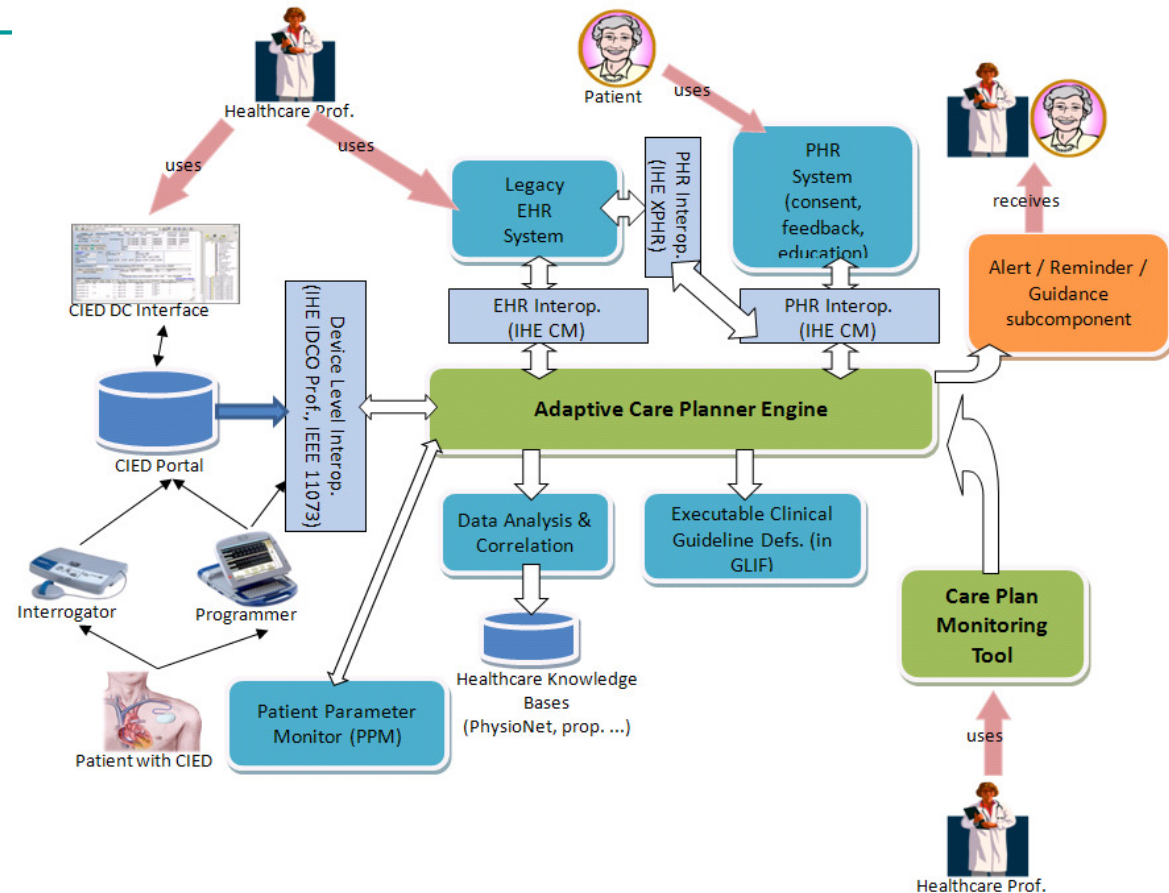 Healthcare Prof.
uses
uses
Patient
uses
Legacy
EHR
System
PHR Interop.
(IHE XPHR)
PHR
System
(consent,
feedback,
education)
receives
Alert / Reminder /
Guidance
subcomponent
CIED DC Interface
Device Level Interop.
(IHE IDCO Prof., IEEE 11073)
EHR Interop.
(IHE CM)
PHR Interop.
(IHE CM)
Adaptive Care Planner Engine
CIED Portal
Data Analysis &
Correlation
Executable Clinical
Guideline Defs. (in
GLIF)
Interrogator
Programmer
Care Plan
Monitoring
Tool
Healthcare Knowledge
Bases
(PhysioNet, prop. ...)
Patient Parameter
Monitor (PPM)
Patient with CIED
uses
Healthcare Prof.